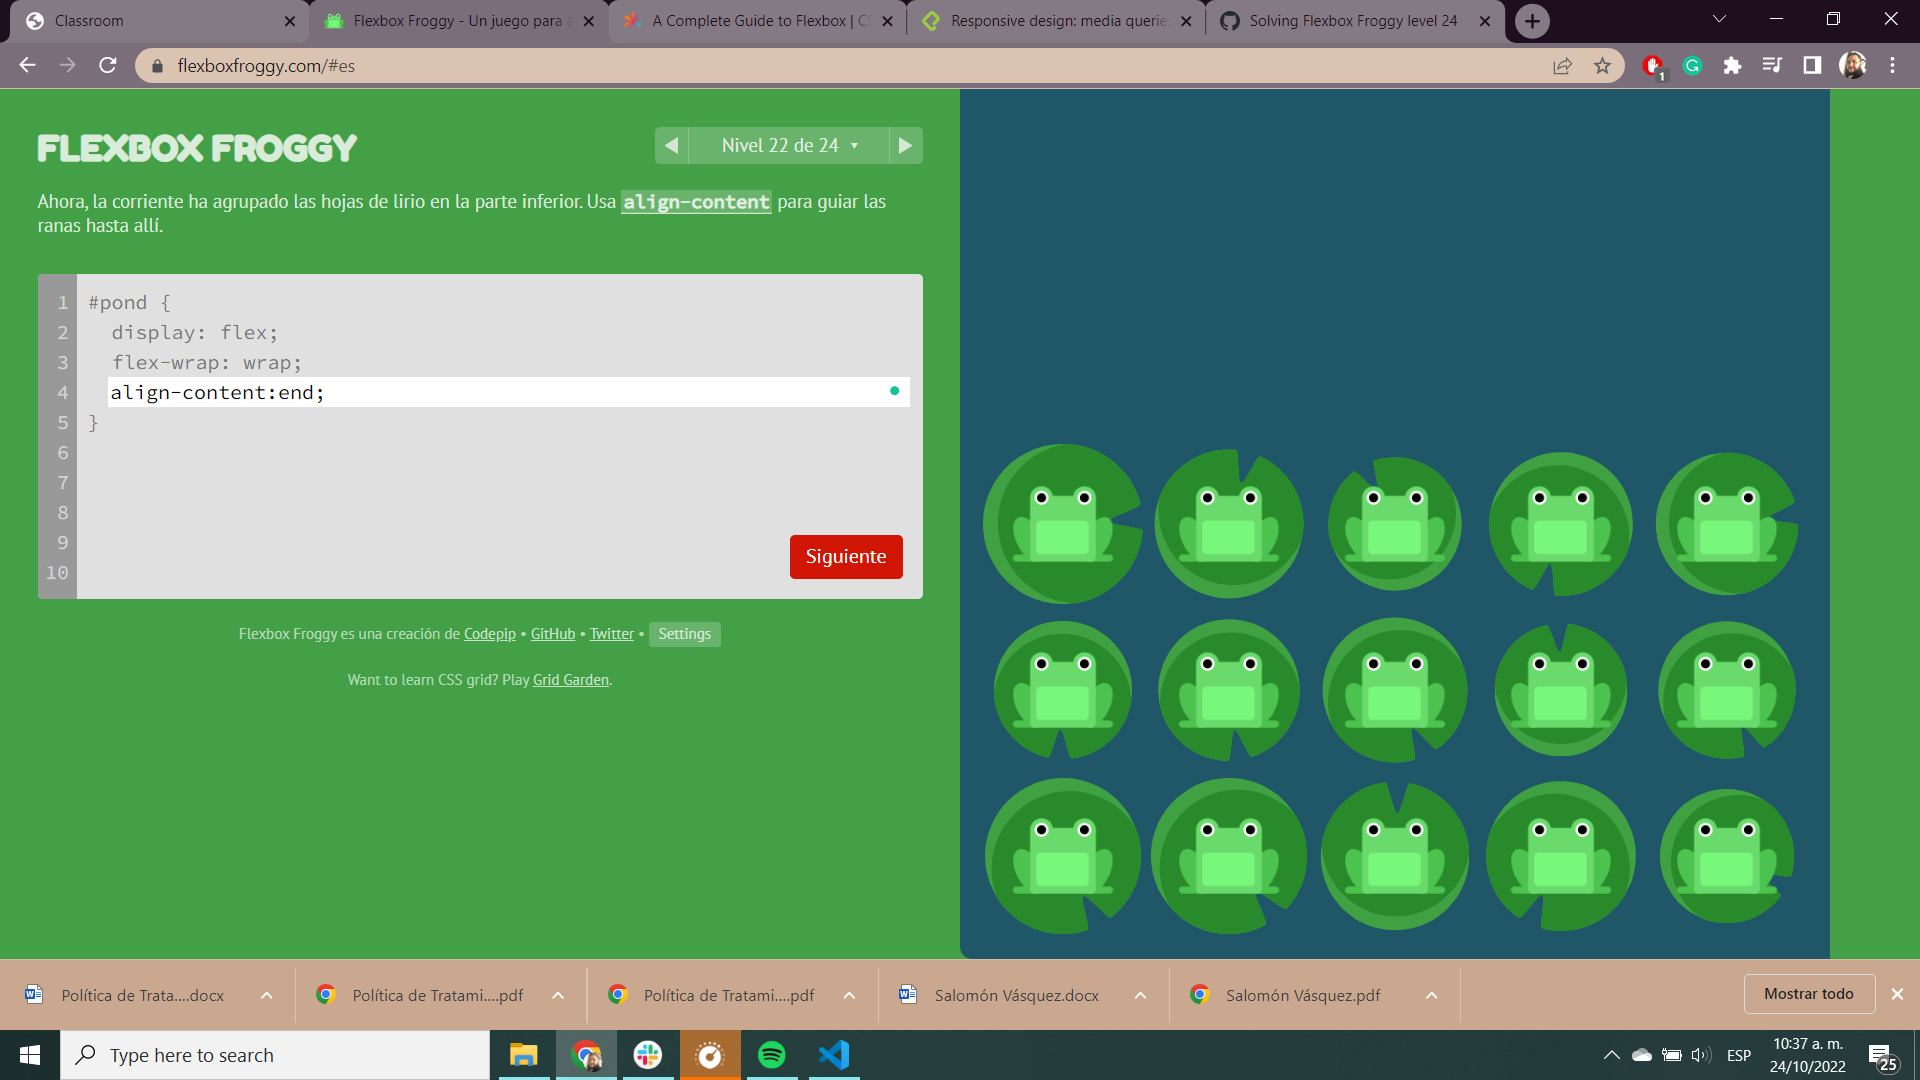 Classroom
Flexbox Froggy - Un juego para a
A Complete Guide to Flexbox | CS
Responsive design: media querie
Solving Flexbox Froggy level 24
flexboxfroggy.com/#es
1
FLEXBOX FROGGY
Nivel 22 de 24
Ahora, la corriente ha agrupado las hojas de lirio en la parte inferior. Usa align-content para guiar las
ranas hasta allí.
1 #pond {
2 display: flex;
3 flex-wrap: wrap;
4 align-content:end;
5 }
6
7
8
9
10
Siguiente
Flexbox Froggy es una creación de Codepip • GitHub • Twitter • Settings
Want to learn CSS grid? Play Grid Garden.
Política de Trata....docx
Política de Tratami....pdf
Política de Tratami....pdf
Salomón Vásquez.docx
Salomón Vásquez.pdf
Mostrar todo
Type here to search
ESP
10:37 a. m.
24/10/2022
25